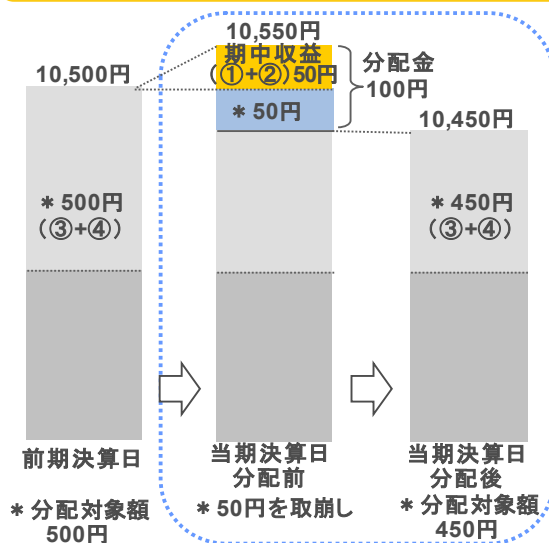 10,500円
＊500円
（③+④）
前期決算日
＊分配対象額
500円
10,550円
期中収益
（①+②）50円
＊50円
分配金
100円
当期決算日
分配前
＊50円を取崩し
10,450円
＊450円
（③+④）
当期決算日
分配後
＊分配対象額
450円